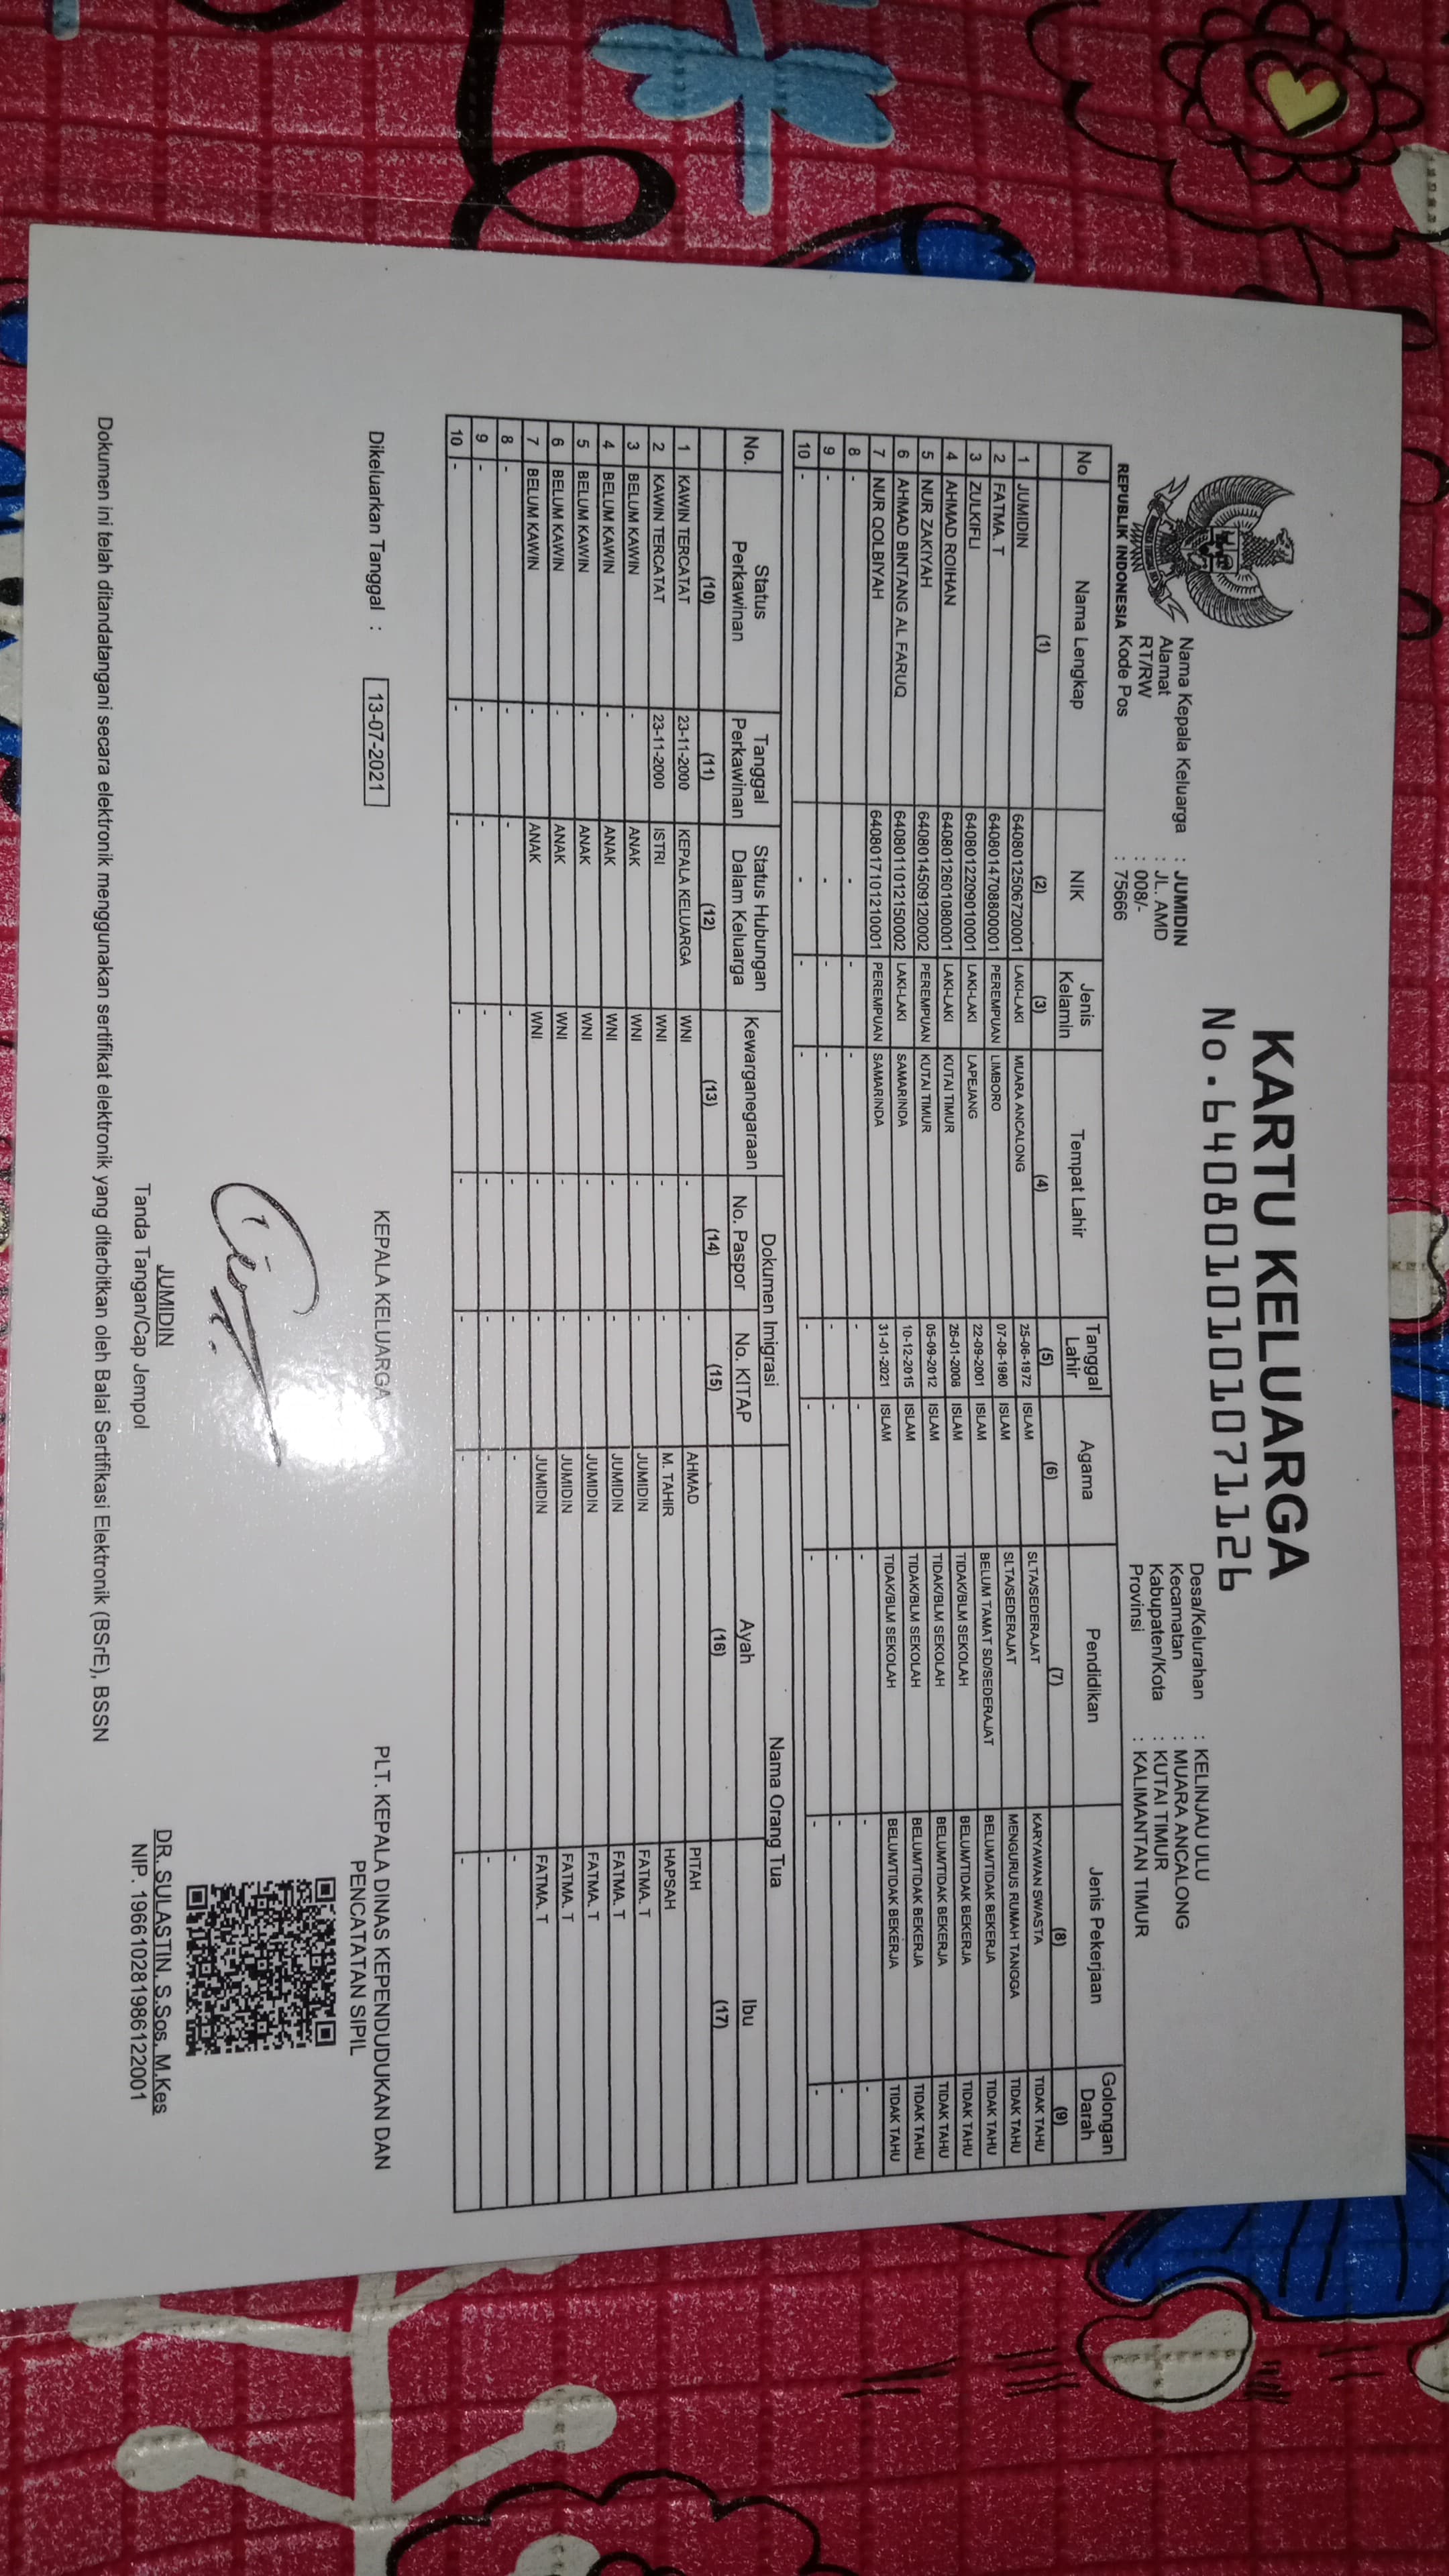 KARTU KELUARGA
No. 6408010101071126
REPUBLIK INDONESIA
Nama Kepala Keluarga : JUMIDIN
Alamat : JL. AMD
RT/RW : 008/-
Kode Pos : 75666
Desa/Kelurahan : KELINJAU ULU
Kecamatan : MUARA ANCALONG
Kabupaten/Kota : KUTAI TIMUR
Provinsi : KALIMANTAN TIMUR
No Nama Lengkap NIK Jenis Kelamin Tempat Lahir Tanggal Lahir Agama Pendidikan Jenis Pekerjaan Golongan Darah
(1) (2) (3) (4) (5) (6) (7) (8) (9)
1 JUMIDIN 6408012506720001 LAKI-LAKI MUARA ANCALONG 25-06-1972 ISLAM SLTA/SEDERAJAT KARYAWAN SWASTA TIDAK TAHU
2 FATMA. T 6408014708800001 PEREMPUAN LIMBORO 07-08-1980 ISLAM SLTA/SEDERAJAT MENGURUS RUMAH TANGGA TIDAK TAHU
3 ZULKIFLI 6408012209010001 LAKI-LAKI LAPEJANG 22-09-2001 ISLAM BELUM TAMAT SD/SEDERAJAT BELUM/TIDAK BEKERJA TIDAK TAHU
4 AHMAD ROIHAN 6408012601080001 LAKI-LAKI KUTAI TIMUR 26-01-2008 ISLAM TIDAK/BLM SEKOLAH BELUM/TIDAK BEKERJA TIDAK TAHU
5 NUR ZAKIYAH 6408014509120002 PEREMPUAN KUTAI TIMUR 05-09-2012 ISLAM TIDAK/BLM SEKOLAH BELUM/TIDAK BEKERJA TIDAK TAHU
6 AHMAD BINTANG AL FARUQ 6408011012150002 LAKI-LAKI SAMARINDA 10-12-2015 ISLAM TIDAK/BLM SEKOLAH BELUM/TIDAK BEKERJA TIDAK TAHU
7 NUR QOLBIYAH 6408017101210001 PEREMPUAN SAMARINDA 31-01-2021 ISLAM TIDAK/BLM SEKOLAH BELUM/TIDAK BEKERJA TIDAK TAHU
8 - - - - - - - - -
9 - - - - - - - - -
10 - - - - - - - - -
No. Status Perkawinan Tanggal Perkawinan Status Hubungan Dalam Keluarga Kewarganegaraan Dokumen Imigrasi Nama Orang Tua
No. Paspor No. KITAP Ayah Ibu
(10) (11) (12) (13) (14) (15) (16) (17)
1 KAWIN TERCATAT 23-11-2000 KEPALA KELUARGA WNI - - AHMAD PITAH
2 KAWIN TERCATAT 23-11-2000 ISTRI WNI - - M. TAHIR HAPSAH
3 BELUM KAWIN - ANAK WNI - - JUMIDIN FATMA. T
4 BELUM KAWIN - ANAK WNI - - JUMIDIN FATMA. T
5 BELUM KAWIN - ANAK WNI - - JUMIDIN FATMA. T
6 BELUM KAWIN - ANAK WNI - - JUMIDIN FATMA. T
7 BELUM KAWIN - ANAK WNI - - JUMIDIN FATMA. T
8 - - - - - - - -
9 - - - - - - - -
10 - - - - - - - -
Dikeluarkan Tanggal : 13-07-2021
KEPALA KELUARGA
JUMIDIN
Tanda Tangan/Cap Jempol
PLT. KEPALA DINAS KEPENDUDUKAN DAN
PENCATATAN SIPIL
DR. SULASTIN, S.Sos, M.Kes
NIP. 196610281986122001
Dokumen ini telah ditandatangani secara elektronik menggunakan sertifikat elektronik yang diterbitkan oleh Balai Sertifikasi Elektronik (BSrE), BSSN